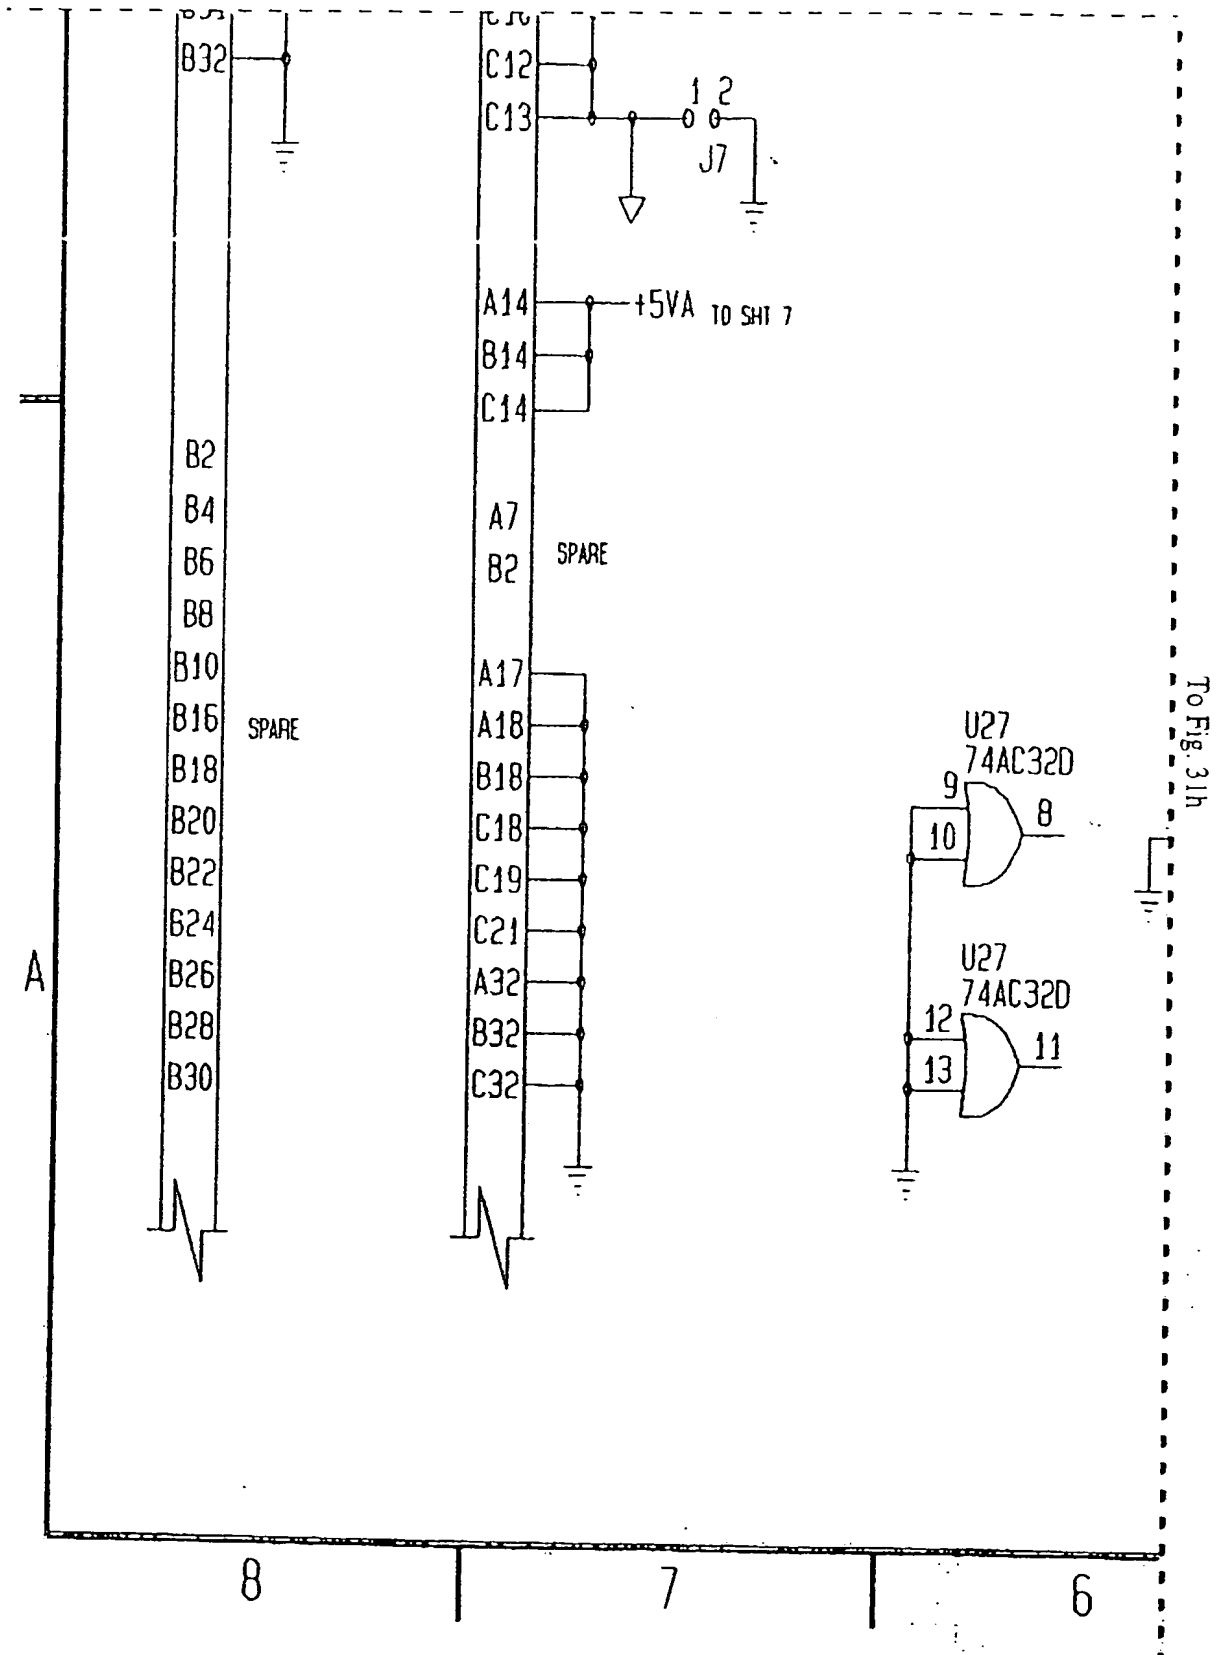 B32
C12
C13
1 2
J7
A14
+5VA TO SHT 7
B14
C14
B2
B4
B6
B8
B10
B16
B18
B20
B22
B24
B26
B28
B30
SPARE
A7
B2
SPARE
A17
A18
B18
C18
C19
C21
A32
B32
C32
U27
74AC32D
9
10
8
U27
74AC32D
12
13
11
To Fig. 31h
A
8
7
6